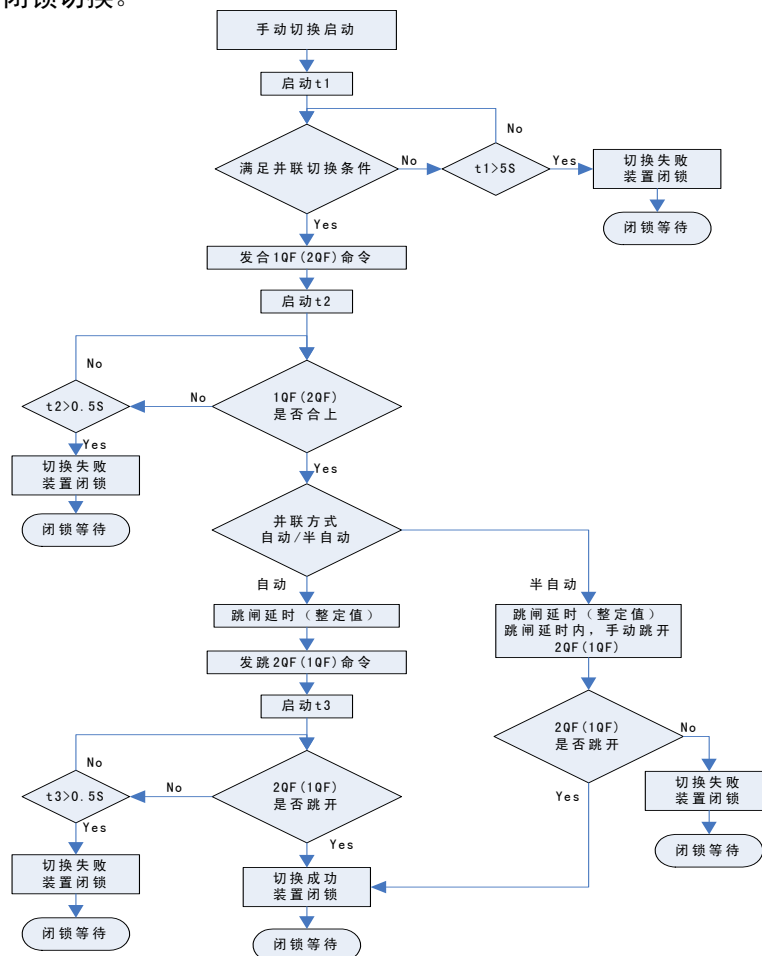 闭锁切换。
手动切换启动
启动t1
No
满足并联切换条件
No
t1>5S
Yes
切换失败
装置闭锁
闭锁等待
Yes
发合1QF(2QF)命令
启动t2
No
t2>0.5S
No
1QF(2QF)
是否合上
Yes
切换失败
装置闭锁
闭锁等待
Yes
并联方式
自动/半自动
自动
半自动
跳闸延时（整定值）
跳闸延时（整定值）
跳闸延时内，手动跳开
2QF(1QF)
发跳2QF(1QF)命令
启动t3
2QF(1QF)
是否跳开
No
切换失败
装置闭锁
闭锁等待
Yes
No
t3>0.5S
No
2QF(1QF)
是否跳开
Yes
切换失败
装置闭锁
闭锁等待
Yes
切换成功
装置闭锁
闭锁等待